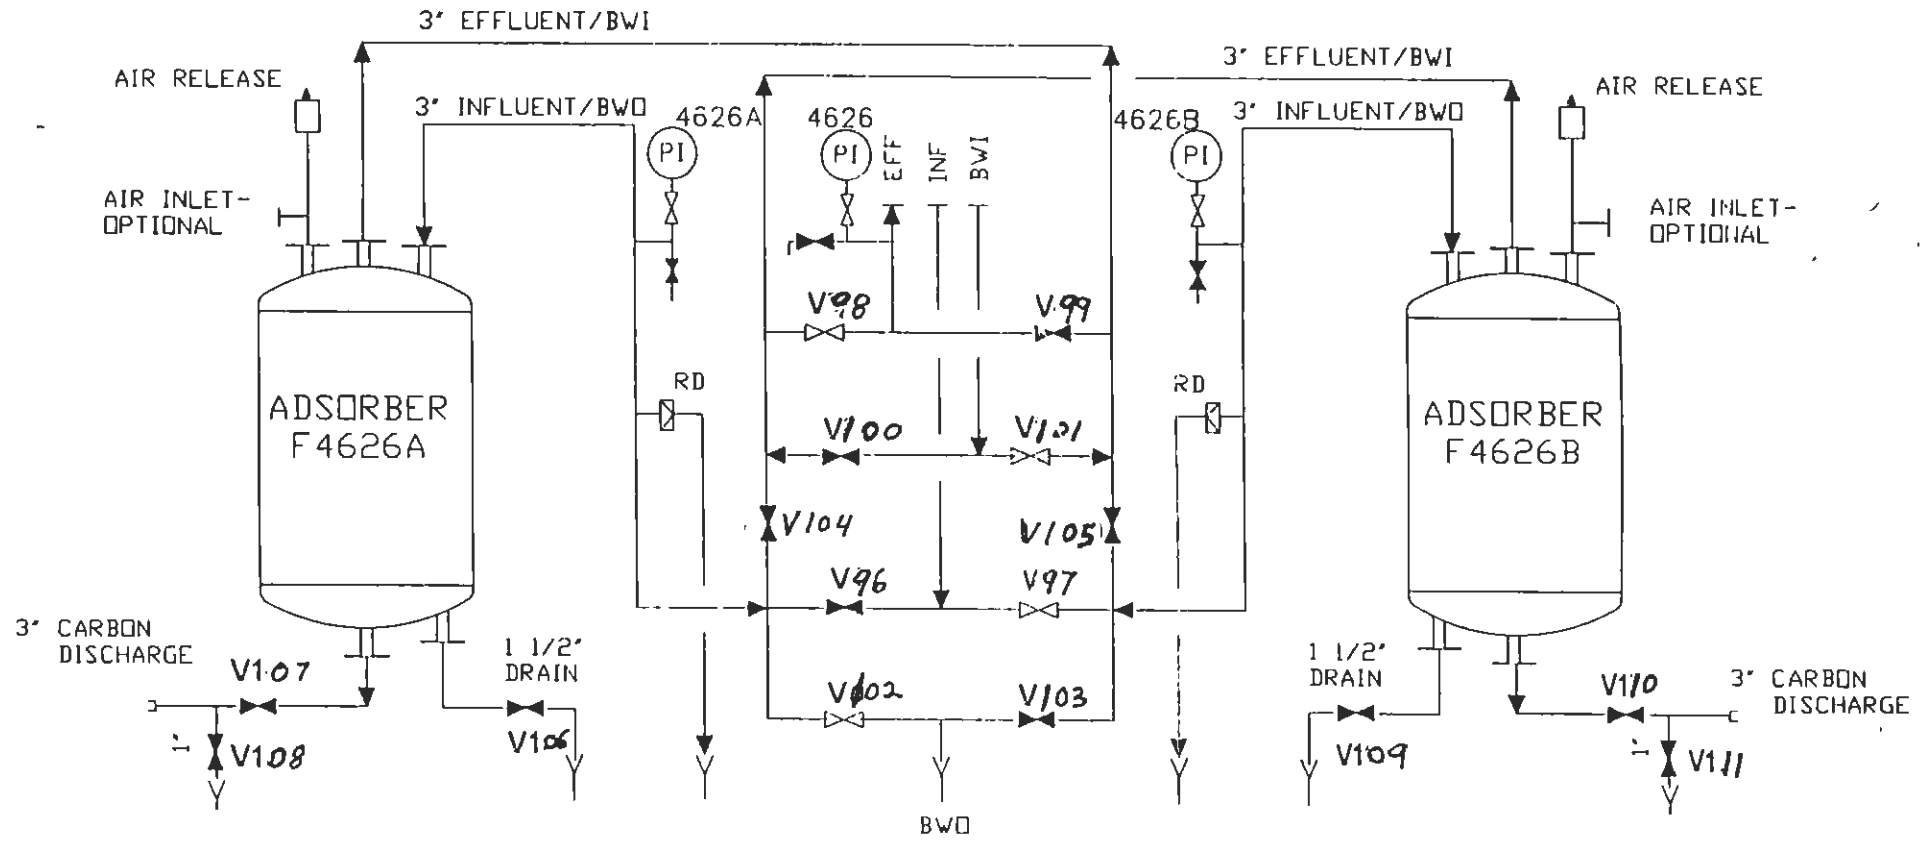 3" EFFLUENT/BWI
3" EFFLUENT/BWI
AIR RELEASE
AIR RELEASE
3" INFLUENT/BWO
3" INFLUENT/BWO
4626A
4626
4626B
PI
PI
PI
EFF
INF
BWI
AIR INLET-
OPTIONAL
AIR INLET-
OPTIONAL
V98
V99
RD
RD
ADSORBER
F4626A
ADSORBER
F4626B
V100
V101
V104
V105
V96
V97
3" CARBON
DISCHARGE
V107
1 1/2"
DRAIN
V102
V103
1 1/2"
DRAIN
V110
3" CARBON
DISCHARGE
1"
V108
V106
V109
1"
V111
BWO